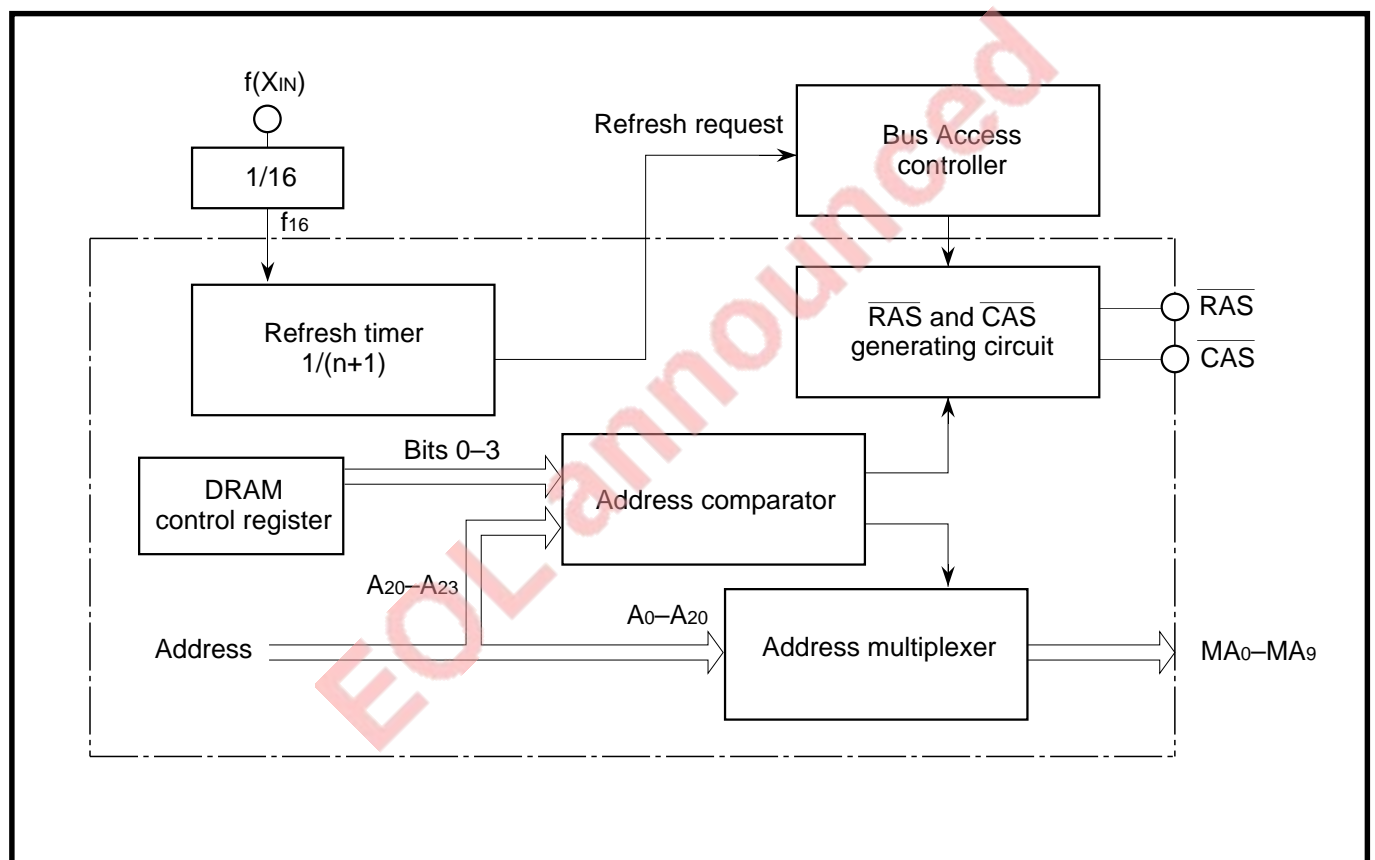 f(XIN)
1/16
f16
Refresh request
Bus Access
controller
Refresh timer
1/(n+1)
RAS and CAS
generating circuit
RAS
CAS
Bits 0–3
DRAM
control register
Address comparator
A20–A23
A0–A20
Address
Address multiplexer
MA0–MA9
EOL announced